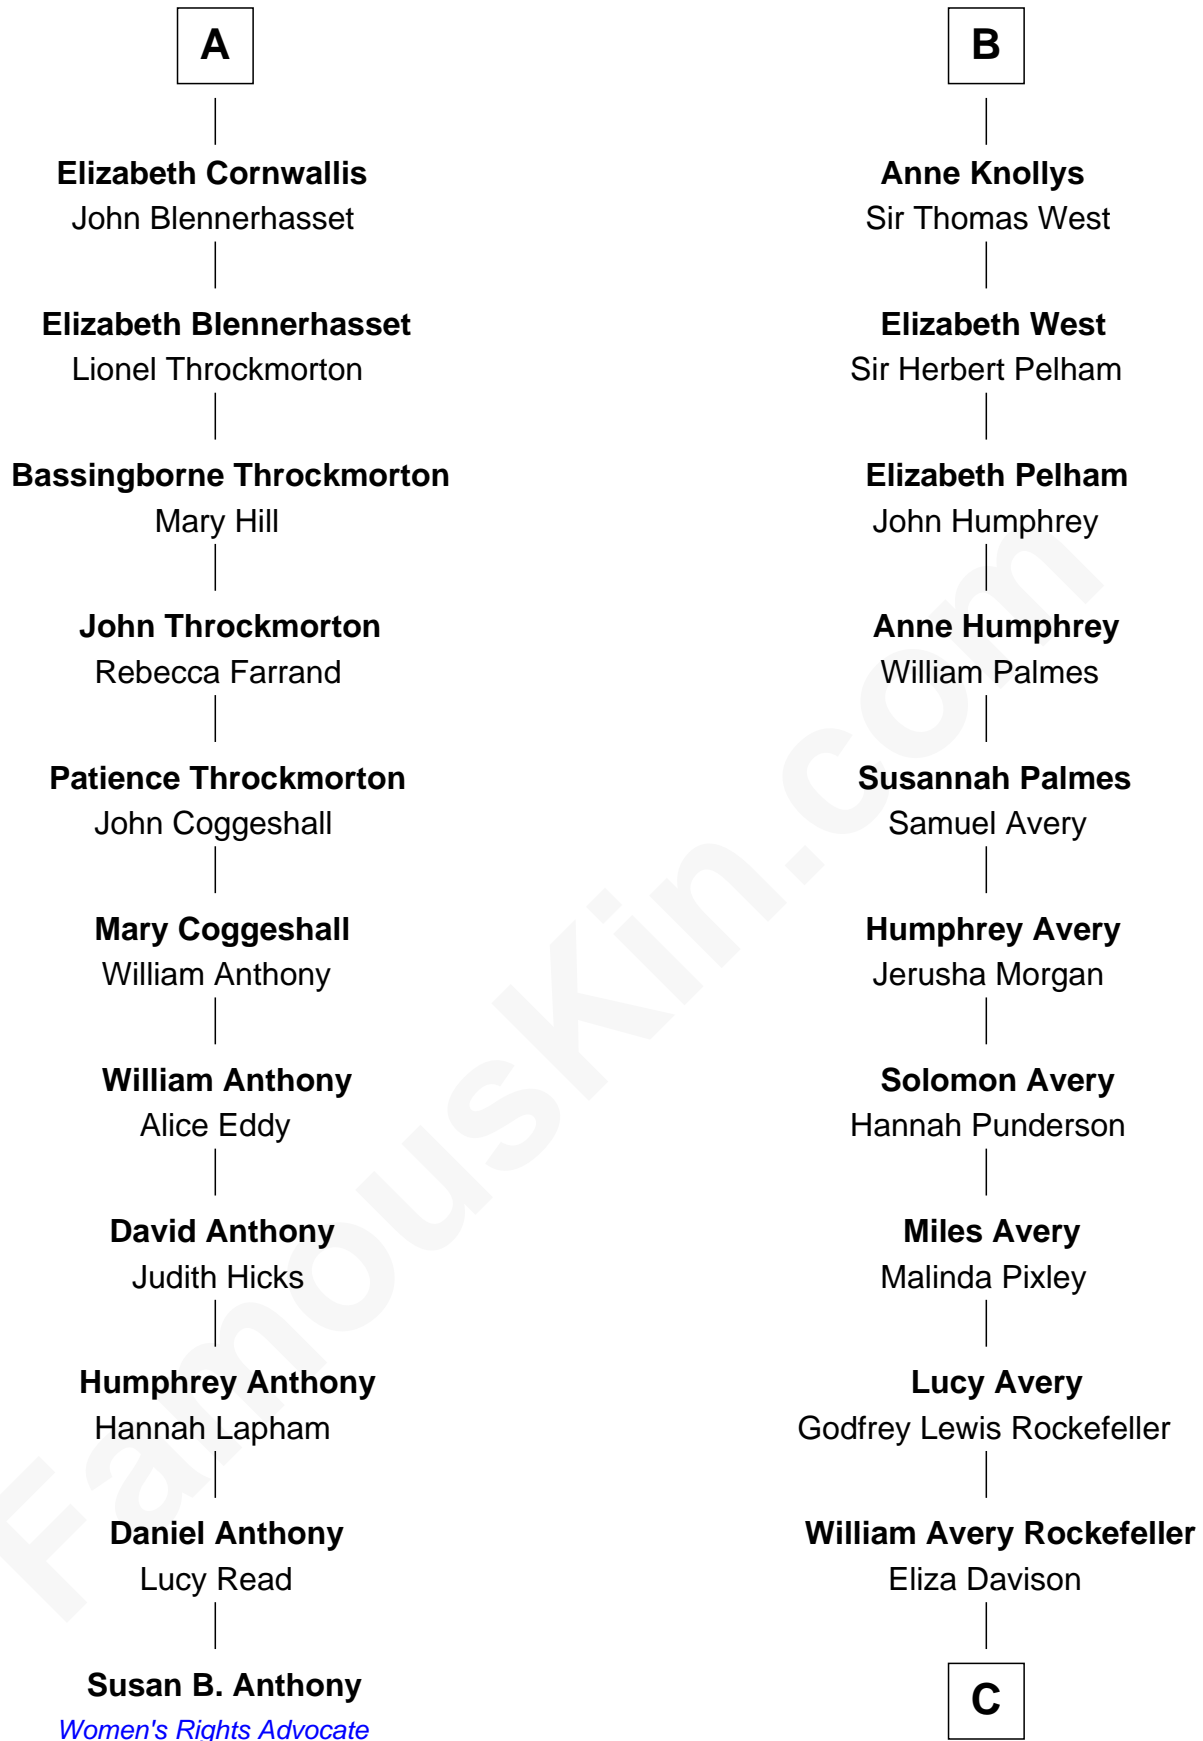 A
Elizabeth Cornwallis
John Blennerhasset
Elizabeth Blennerhasset
Lionel Throckmorton
Bassingborne Throckmorton
Mary Hill
John Throckmorton
Rebecca Farrand
Patience Throckmorton
John Coggeshall
Mary Coggeshall
William Anthony
William Anthony
Alice Eddy
David Anthony
Judith Hicks
Humphrey Anthony
Hannah Lapham
Daniel Anthony
Lucy Read
Susan B. Anthony
Women's Rights Advocate
B
Anne Knollys
Sir Thomas West
Elizabeth West
Sir Herbert Pelham
Elizabeth Pelham
John Humphrey
Anne Humphrey
William Palmes
Susannah Palmes
Samuel Avery
Humphrey Avery
Jerusha Morgan
Solomon Avery
Hannah Punderson
Miles Avery
Malinda Pixley
Lucy Avery
Godfrey Lewis Rockefeller
William Avery Rockefeller
Eliza Davison
C
FamousKin.com